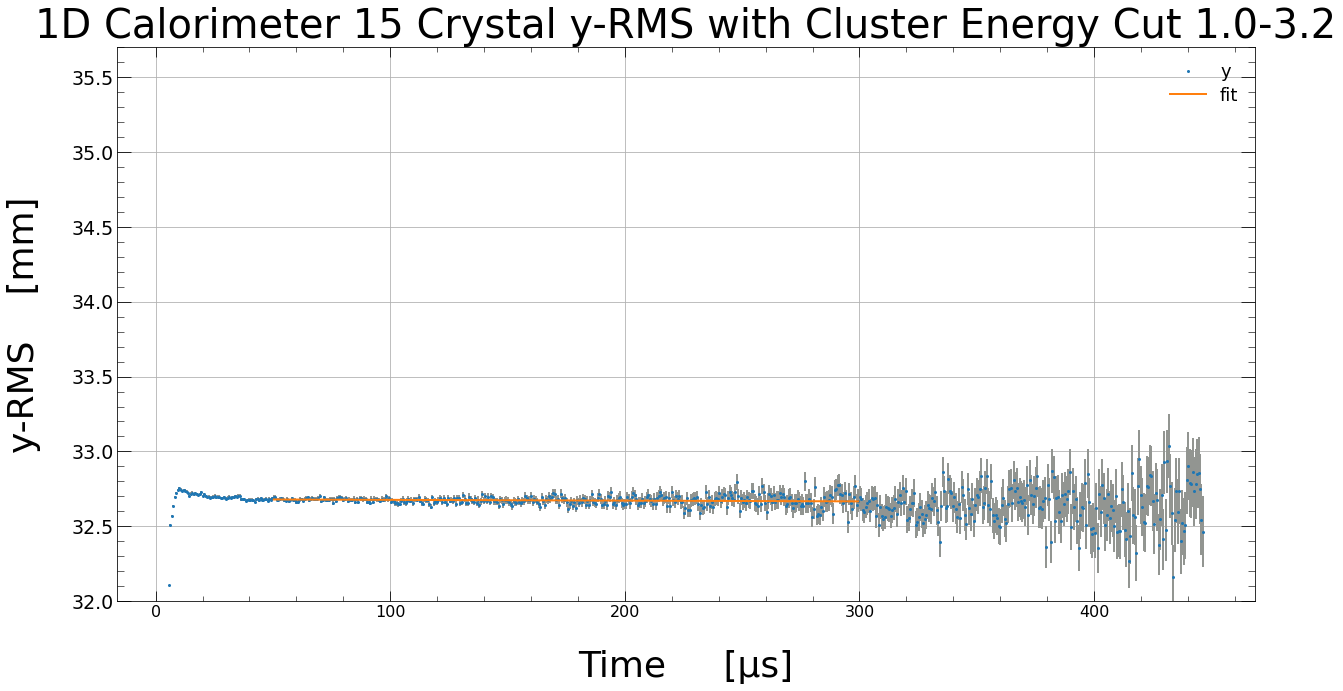 1D Calorimeter 15 Crystal y-RMS with Cluster Energy Cut 1.0-3.2
y
fit
35.5
35.0
34.5
34.0
33.5
33.0
32.5
32.0
y-RMS [mm]
0 100 200 300 400
Time [µs]